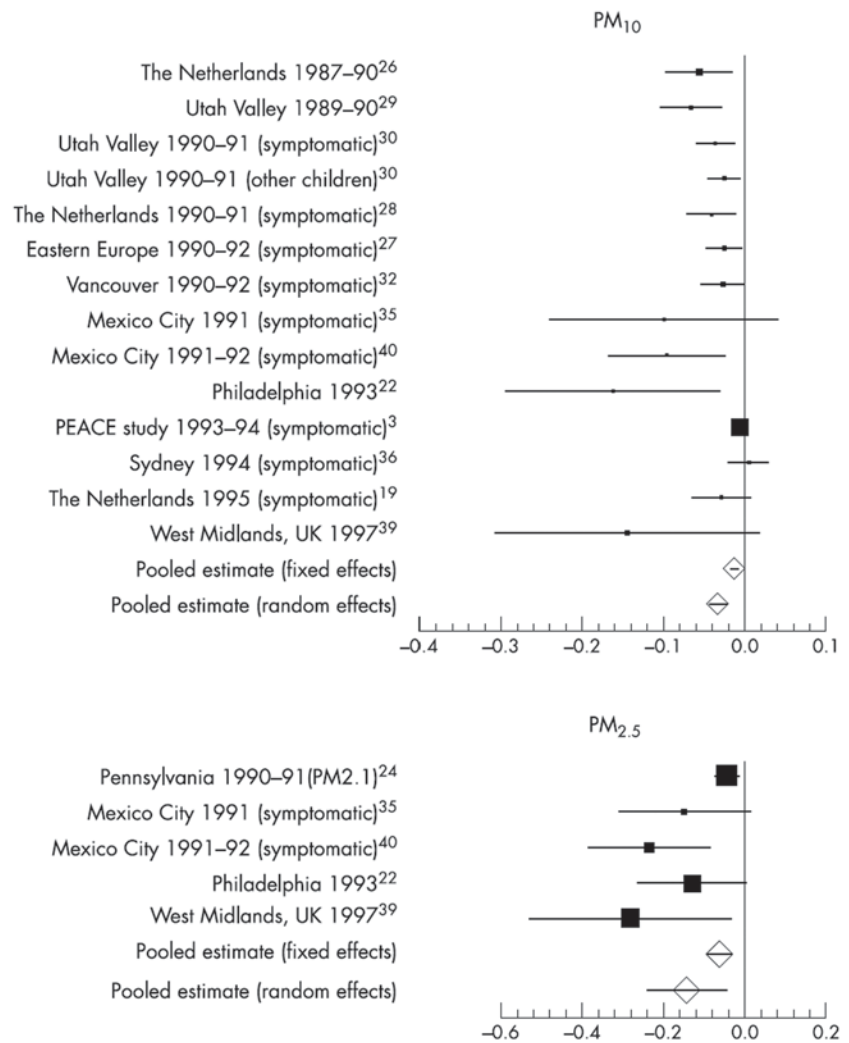 PM10
The Netherlands 1987–9026
Utah Valley 1989–9029
Utah Valley 1990–91 (symptomatic)30
Utah Valley 1990–91 (other children)30
The Netherlands 1990–91 (symptomatic)28
Eastern Europe 1990–92 (symptomatic)27
Vancouver 1990–92 (symptomatic)32
Mexico City 1991 (symptomatic)35
Mexico City 1991–92 (symptomatic)40
Philadelphia 199322
PEACE study 1993–94 (symptomatic)3
Sydney 1994 (symptomatic)36
The Netherlands 1995 (symptomatic)19
West Midlands, UK 199739
Pooled estimate (fixed effects)
Pooled estimate (random effects)
–0.4 –0.3 –0.2 –0.1 0.0 0.1
PM2.5
Pennsylvania 1990–91(PM2.1)24
Mexico City 1991 (symptomatic)35
Mexico City 1991–92 (symptomatic)40
Philadelphia 199322
West Midlands, UK 199739
Pooled estimate (fixed effects)
Pooled estimate (random effects)
–0.6 –0.4 –0.2 0.0 0.2